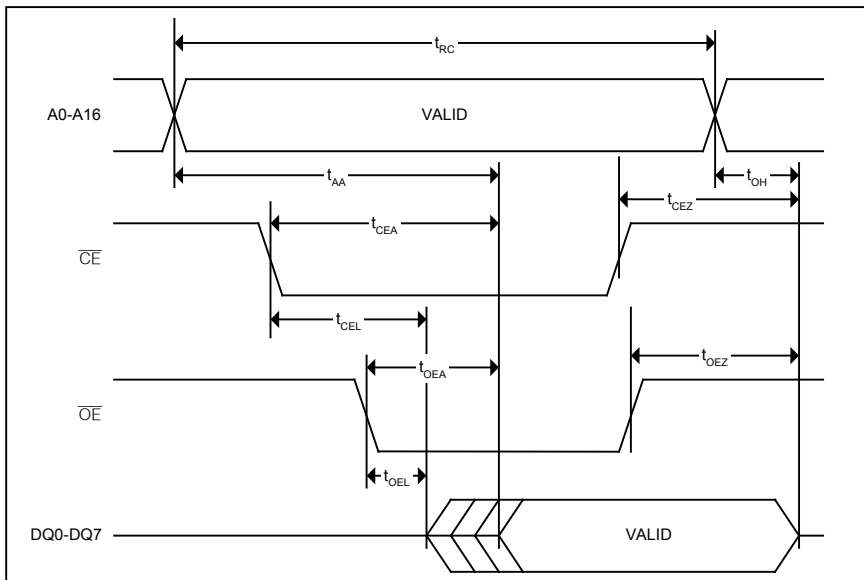 tRC
A0-A16
VALID
tAA
tOH
tCEZ
tCEA
CE
tCEL
tOEZ
tOEA
OE
tOEL
DQ0-DQ7
VALID